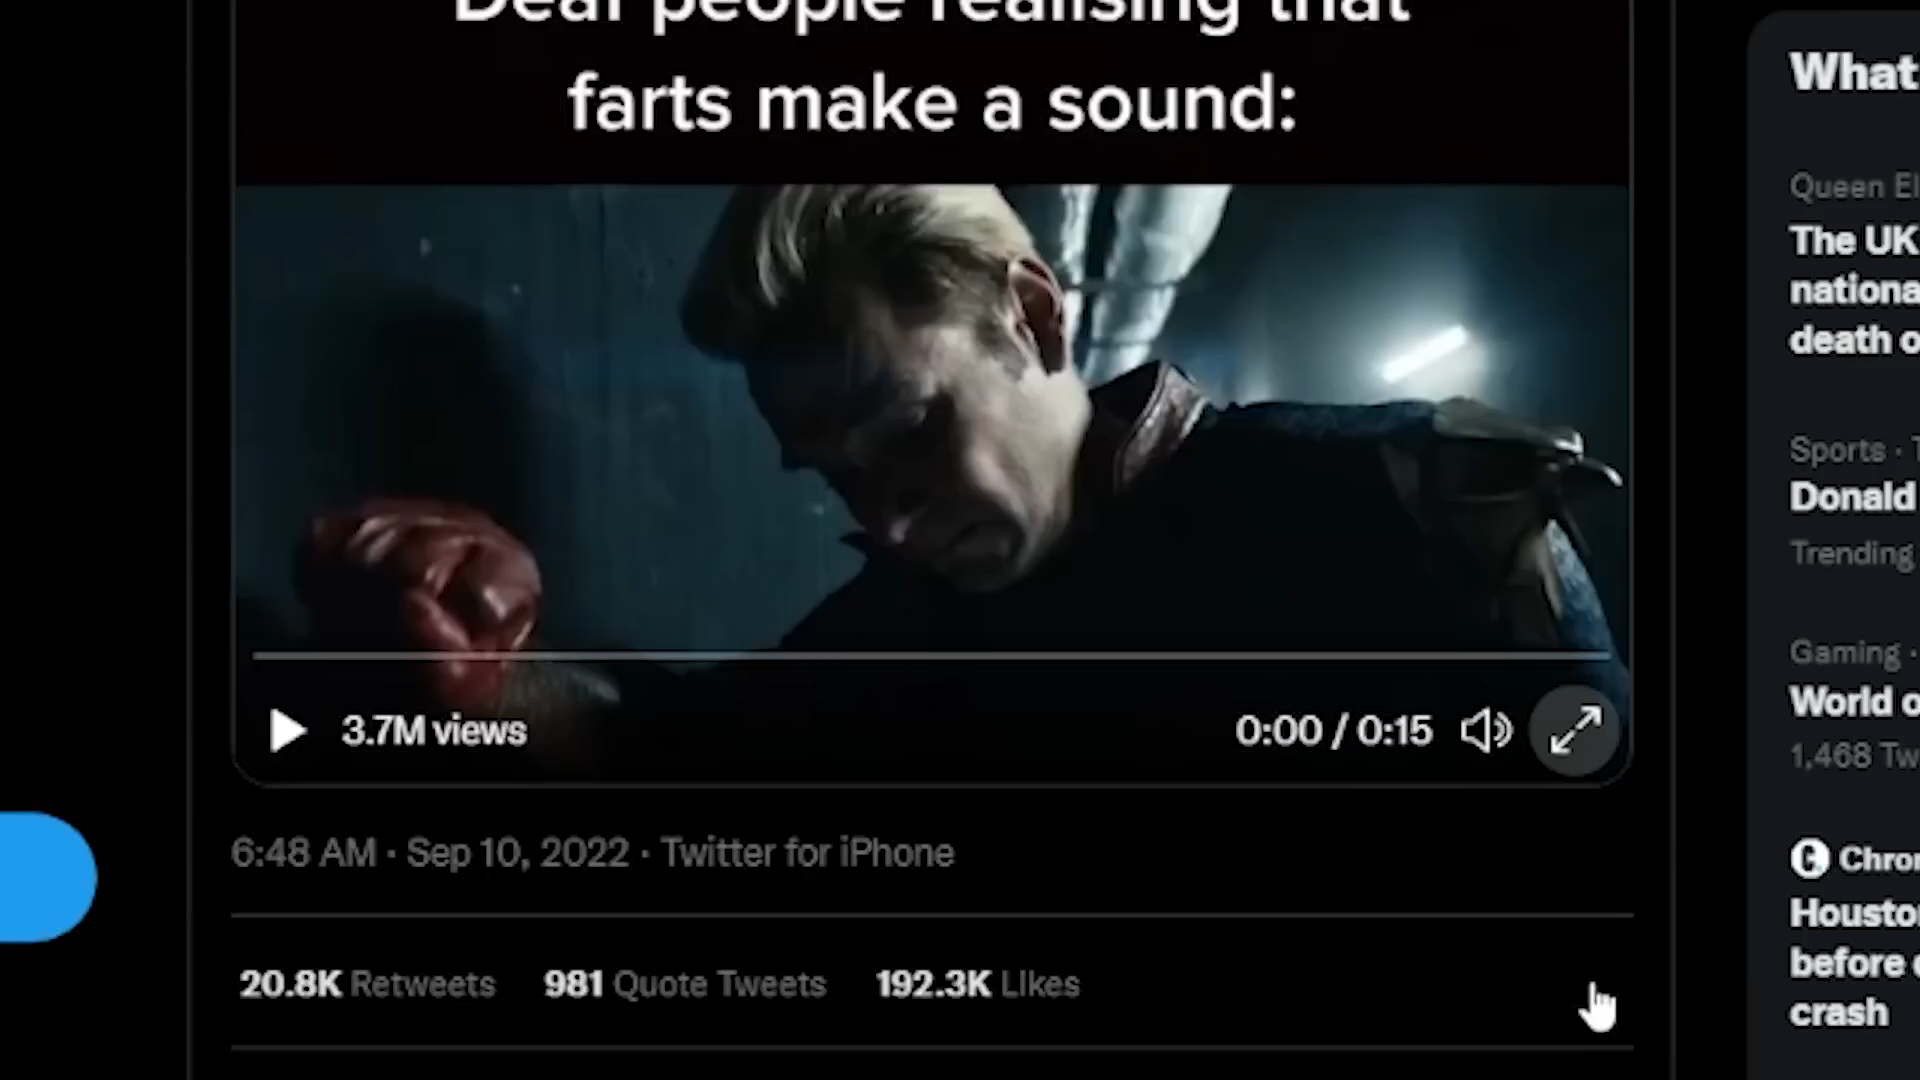 Deaf people realising that
farts make a sound:
3.7M views
0:00 / 0:15
6:48 AM · Sep 10, 2022 · Twitter for iPhone
20.8K Retweets 981 Quote Tweets 192.3K Likes
What
Queen El
The UK
nationa
death o
Sports · T
Donald
Trending
Gaming ·
World o
1,468 Tw
Chron
Houston
before
crash